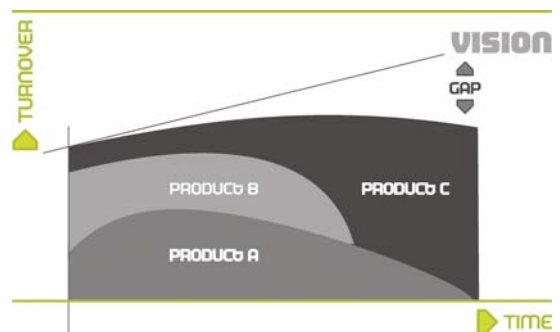 TURNOVER
VISION
GAP
PRODUCT B
PRODUCT C
PRODUCT A
TIME